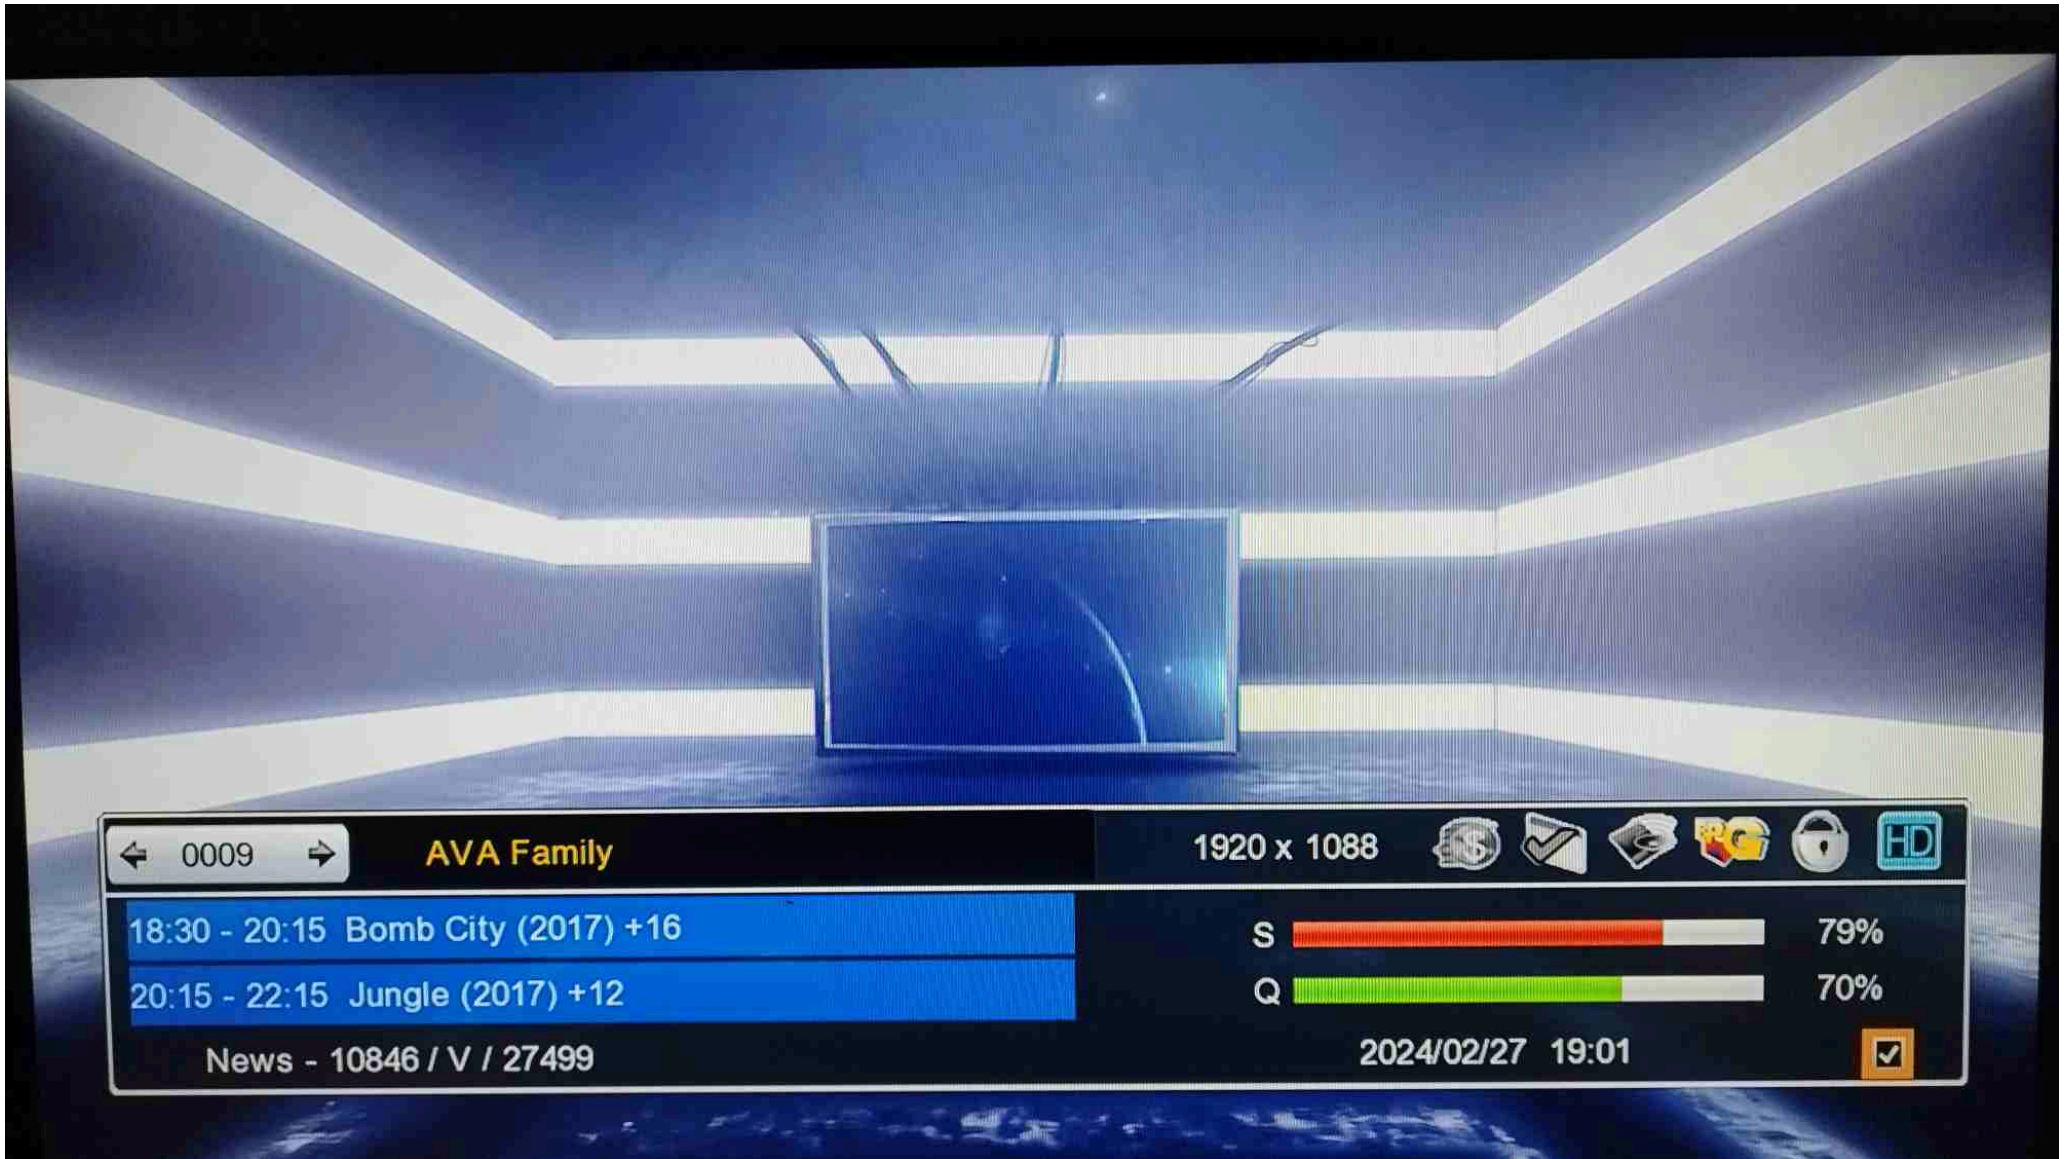 0009 AVA Family 1920 x 1088 HD
18:30 - 20:15 Bomb City (2017) +16
S 79%
20:15 - 22:15 Jungle (2017) +12
Q 70%
News - 10846 / V / 27499
2024/02/27 19:01